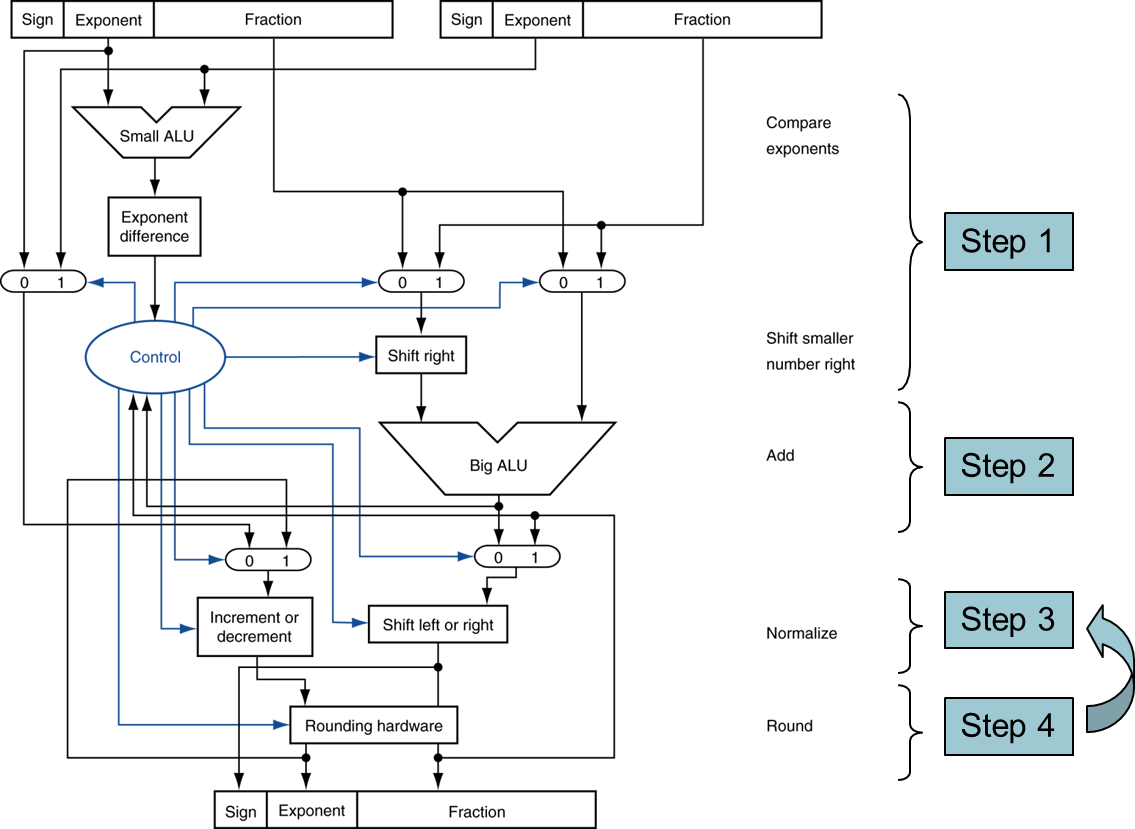 Sign Exponent Fraction
Sign Exponent Fraction
Small ALU
Compare
exponents
Exponent
difference
Step 1
0 1
0 1
0 1
Control
Shift right
Shift smaller
number right
Big ALU
Add
Step 2
0 1
0 1
Increment or
decrement
Shift left or right
Normalize
Step 3
Rounding hardware
Round
Step 4
Sign Exponent Fraction